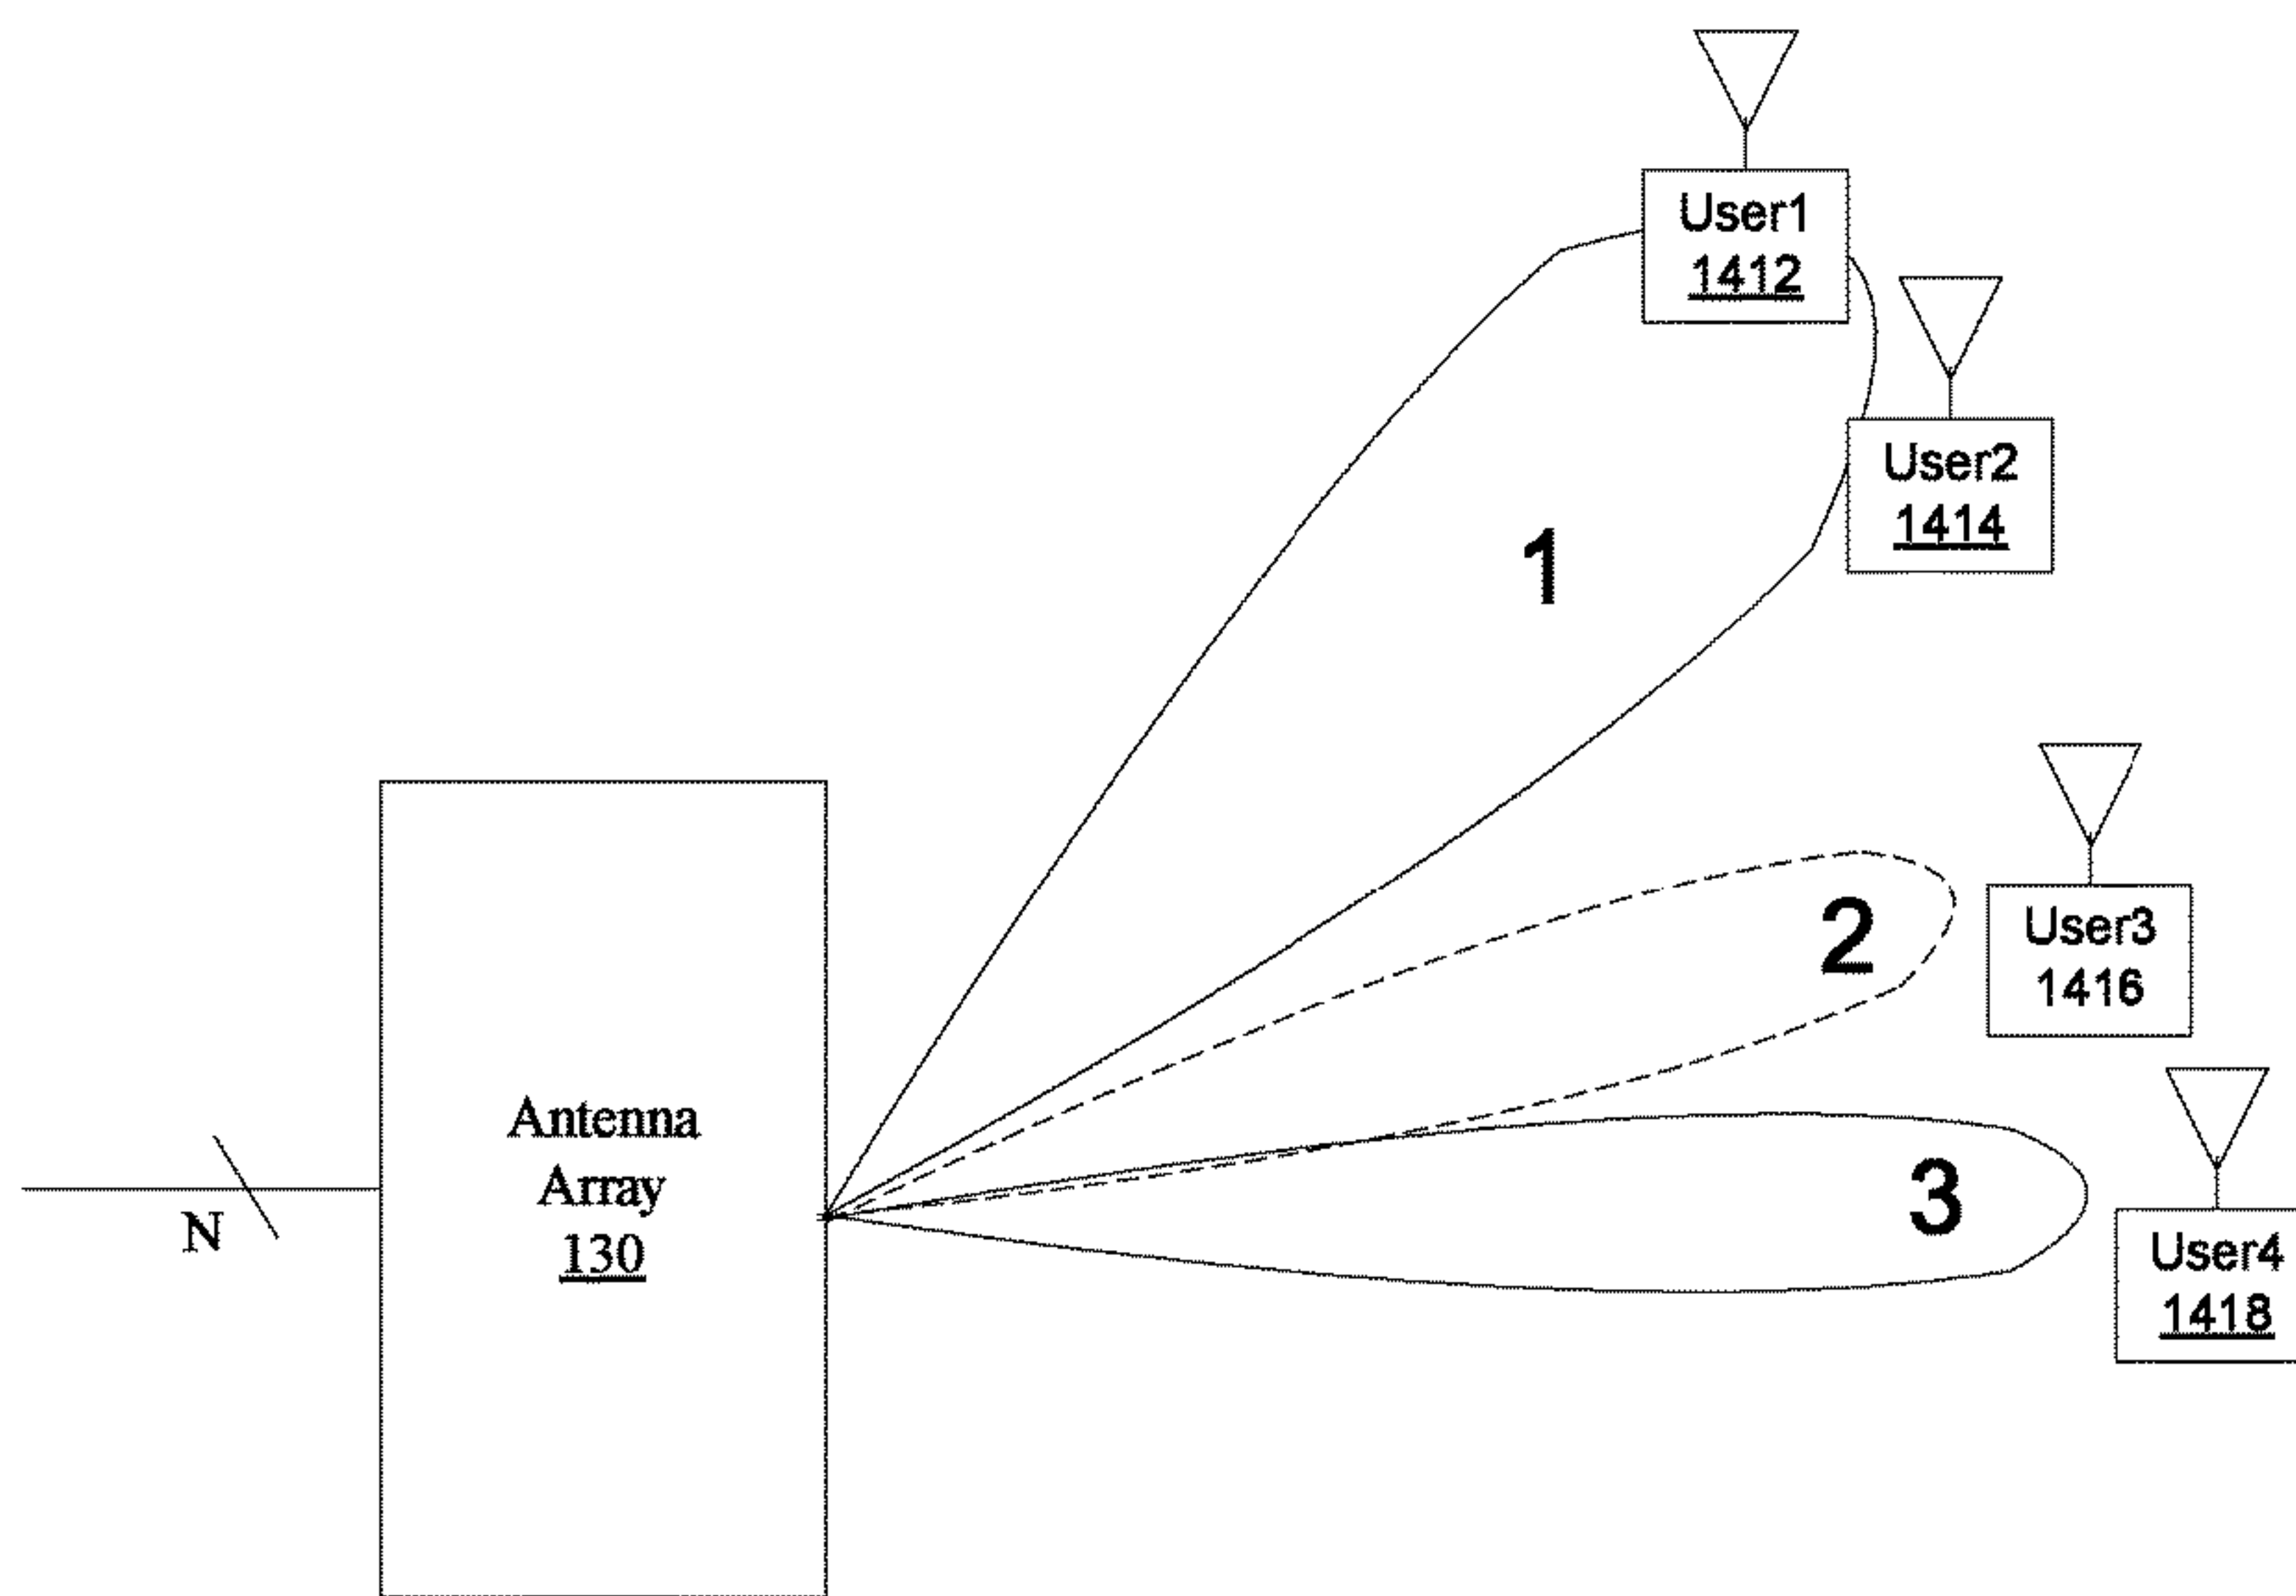 User1
1412
User2
1414
1
2
User3
1416
Antenna
Array
130
N
3
User4
1418